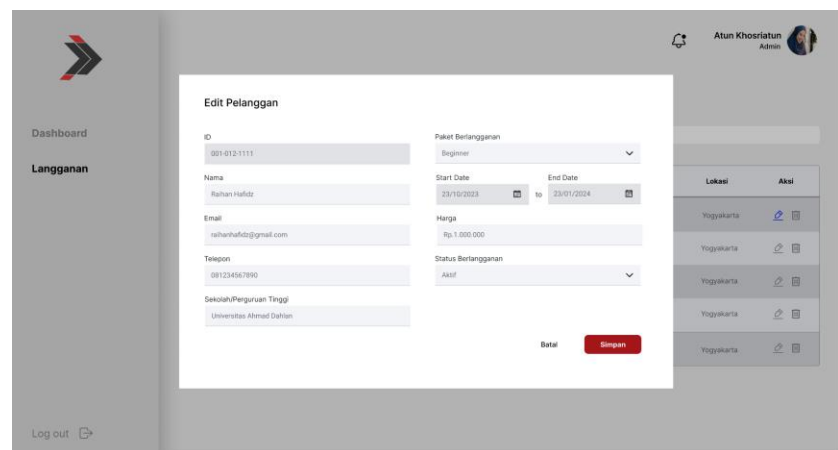 Atun Khosriatun
Admin
Dashboard
Langganan
Log out
Edit Pelanggan
ID
001-012-1111
Nama
Raihan Hafidz
Email
raihanhafidz@gmail.com
Telepon
081234567890
Sekolah/Perguruan Tinggi
Universitas Ahmad Dahlan
Paket Berlangganan
Beginner
Start Date End Date
23/10/2023 to 23/01/2024
Harga
Rp.1.000.000
Status Berlangganan
Aktif
Batal Simpan
Lokasi Aksi
Yogyakarta
Yogyakarta
Yogyakarta
Yogyakarta
Yogyakarta